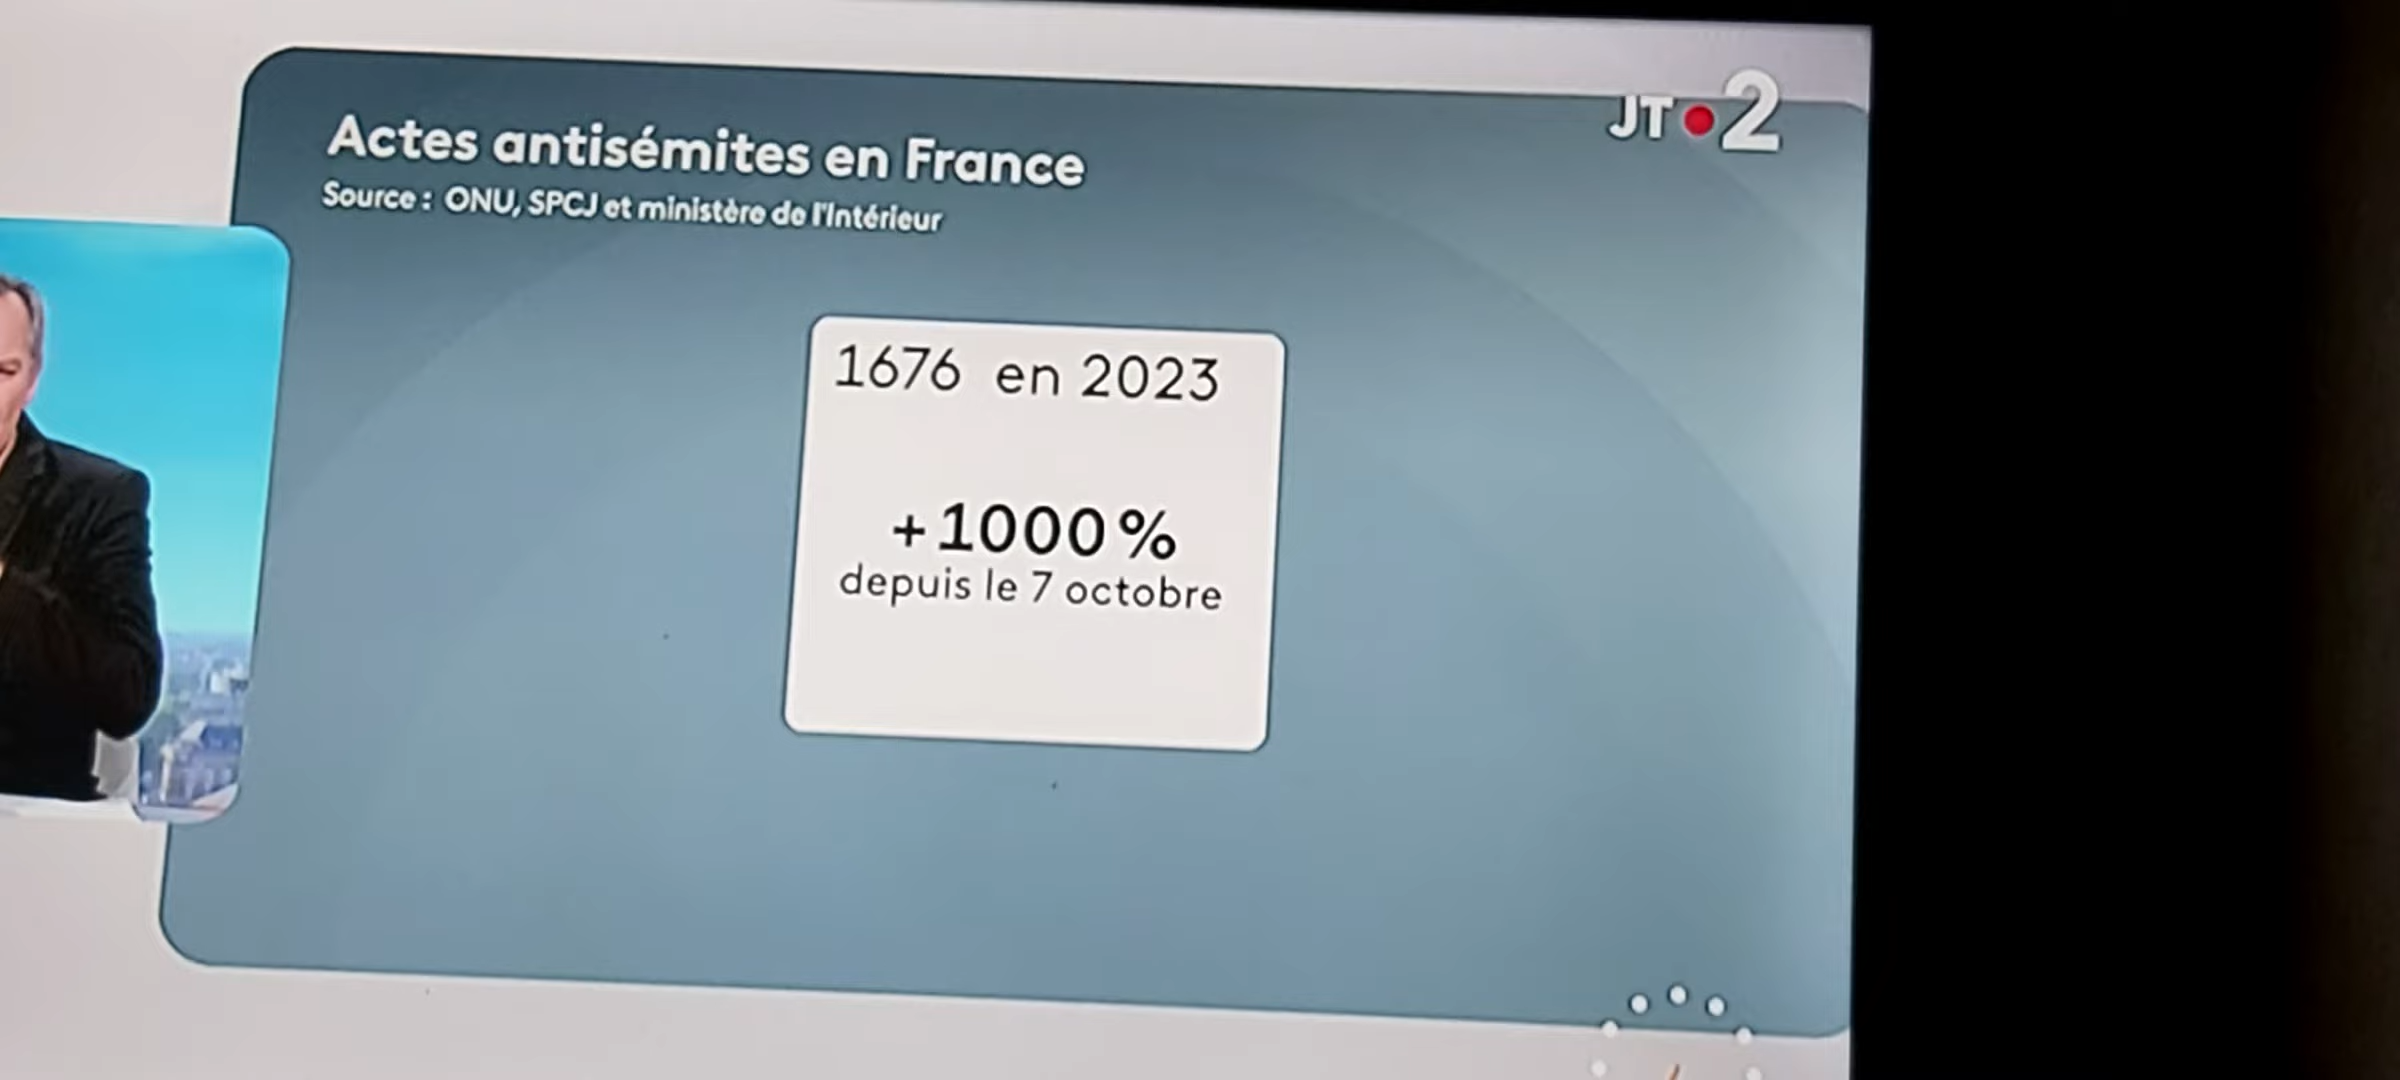 JT 2
Actes antisémites en France
Source : ONU, SPCJ et ministère de l'Intérieur
1676 en 2023
+1000%
depuis le 7 octobre